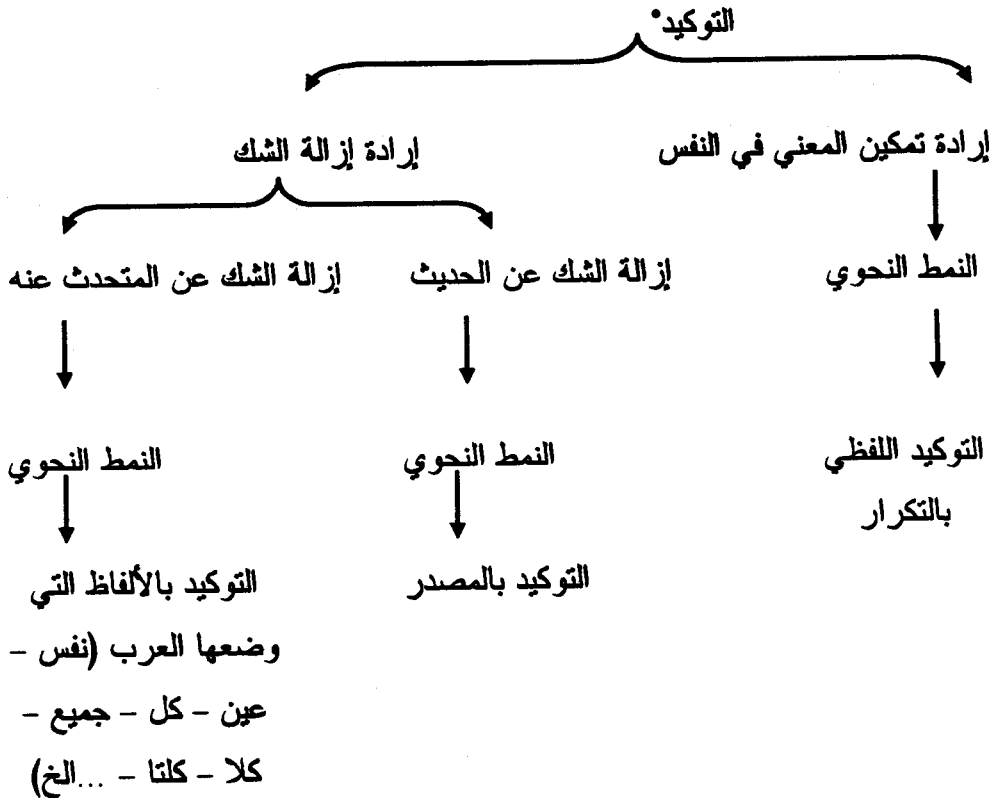 التوكيد•
إرادة تمكين المعني في النفس
إرادة إزالة الشك
النمط النحوي
إزالة الشك عن الحديث
إزالة الشك عن المتحدث عنه
التوكيد اللفظي
بالتكرار
النمط النحوي
النمط النحوي
التوكيد بالمصدر
التوكيد بالألفاظ التي
وضعها العرب (نفس –
عين – كل – جميع –
كلا – كلتا – ...الخ)